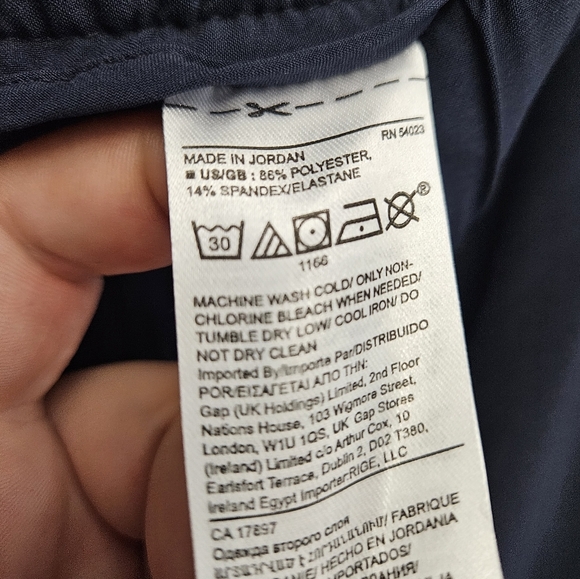 RN 54023
MADE IN JORDAN
US/GB : 86% POLYESTER,
14% SPANDEX/ELASTANE
30
®
1166
MACHINE WASH COLD/ ONLY NON-
CHLORINE BLEACH WHEN NEEDED/
TUMBLE DRY LOW/ COOL IRON/ DO
NOT DRY CLEAN
Imported By/Importe Par/DISTRIBUIDO
POR/ΕΙΣΑΓΕΤΑΙ ΑΠΟ ΤΗΝ:
Gap (UK Holdings) Limited, 2nd Floor
Nations House, 103 Wigmore Street,
London, W1U 1QS, UK Gap Stores
(Ireland) Limited c/o Arthur Cox, 10
Earlsfort Terrace, Dublin 2, D02 T380,
Ireland Egypt Importer:RIGE, LLC
CA 17897
Одежда второго слоя
FABRIQUE
HECHO EN JORDANIA